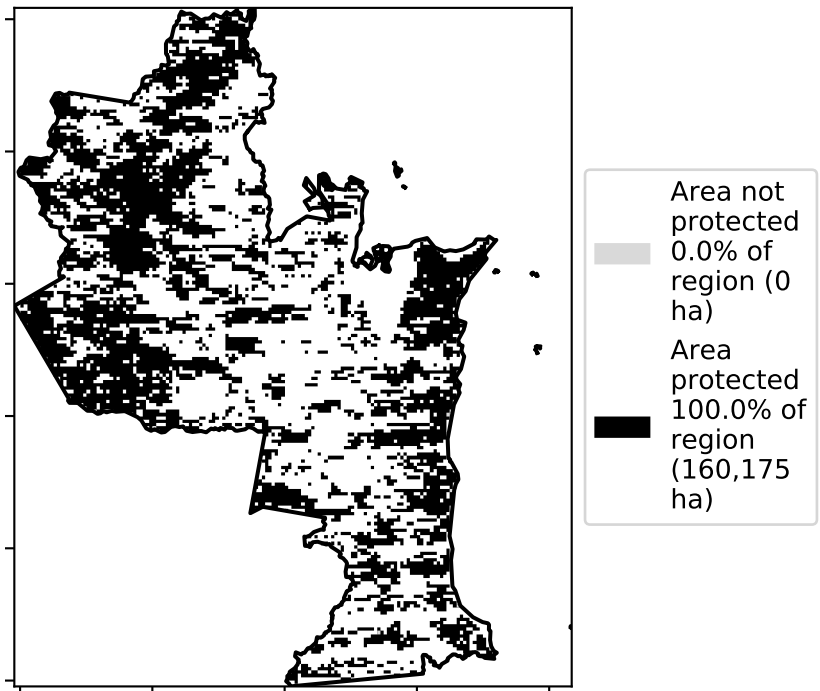 Area not
protected
0.0% of
region (0
ha)
Area
protected
100.0% of
region
(160,175
ha)